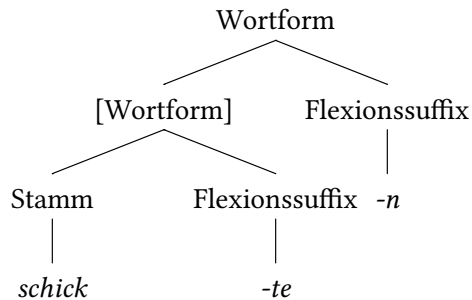 Wortform
[Wortform] Flexionssuffix
Stamm Flexionssuffix -n
schick -te